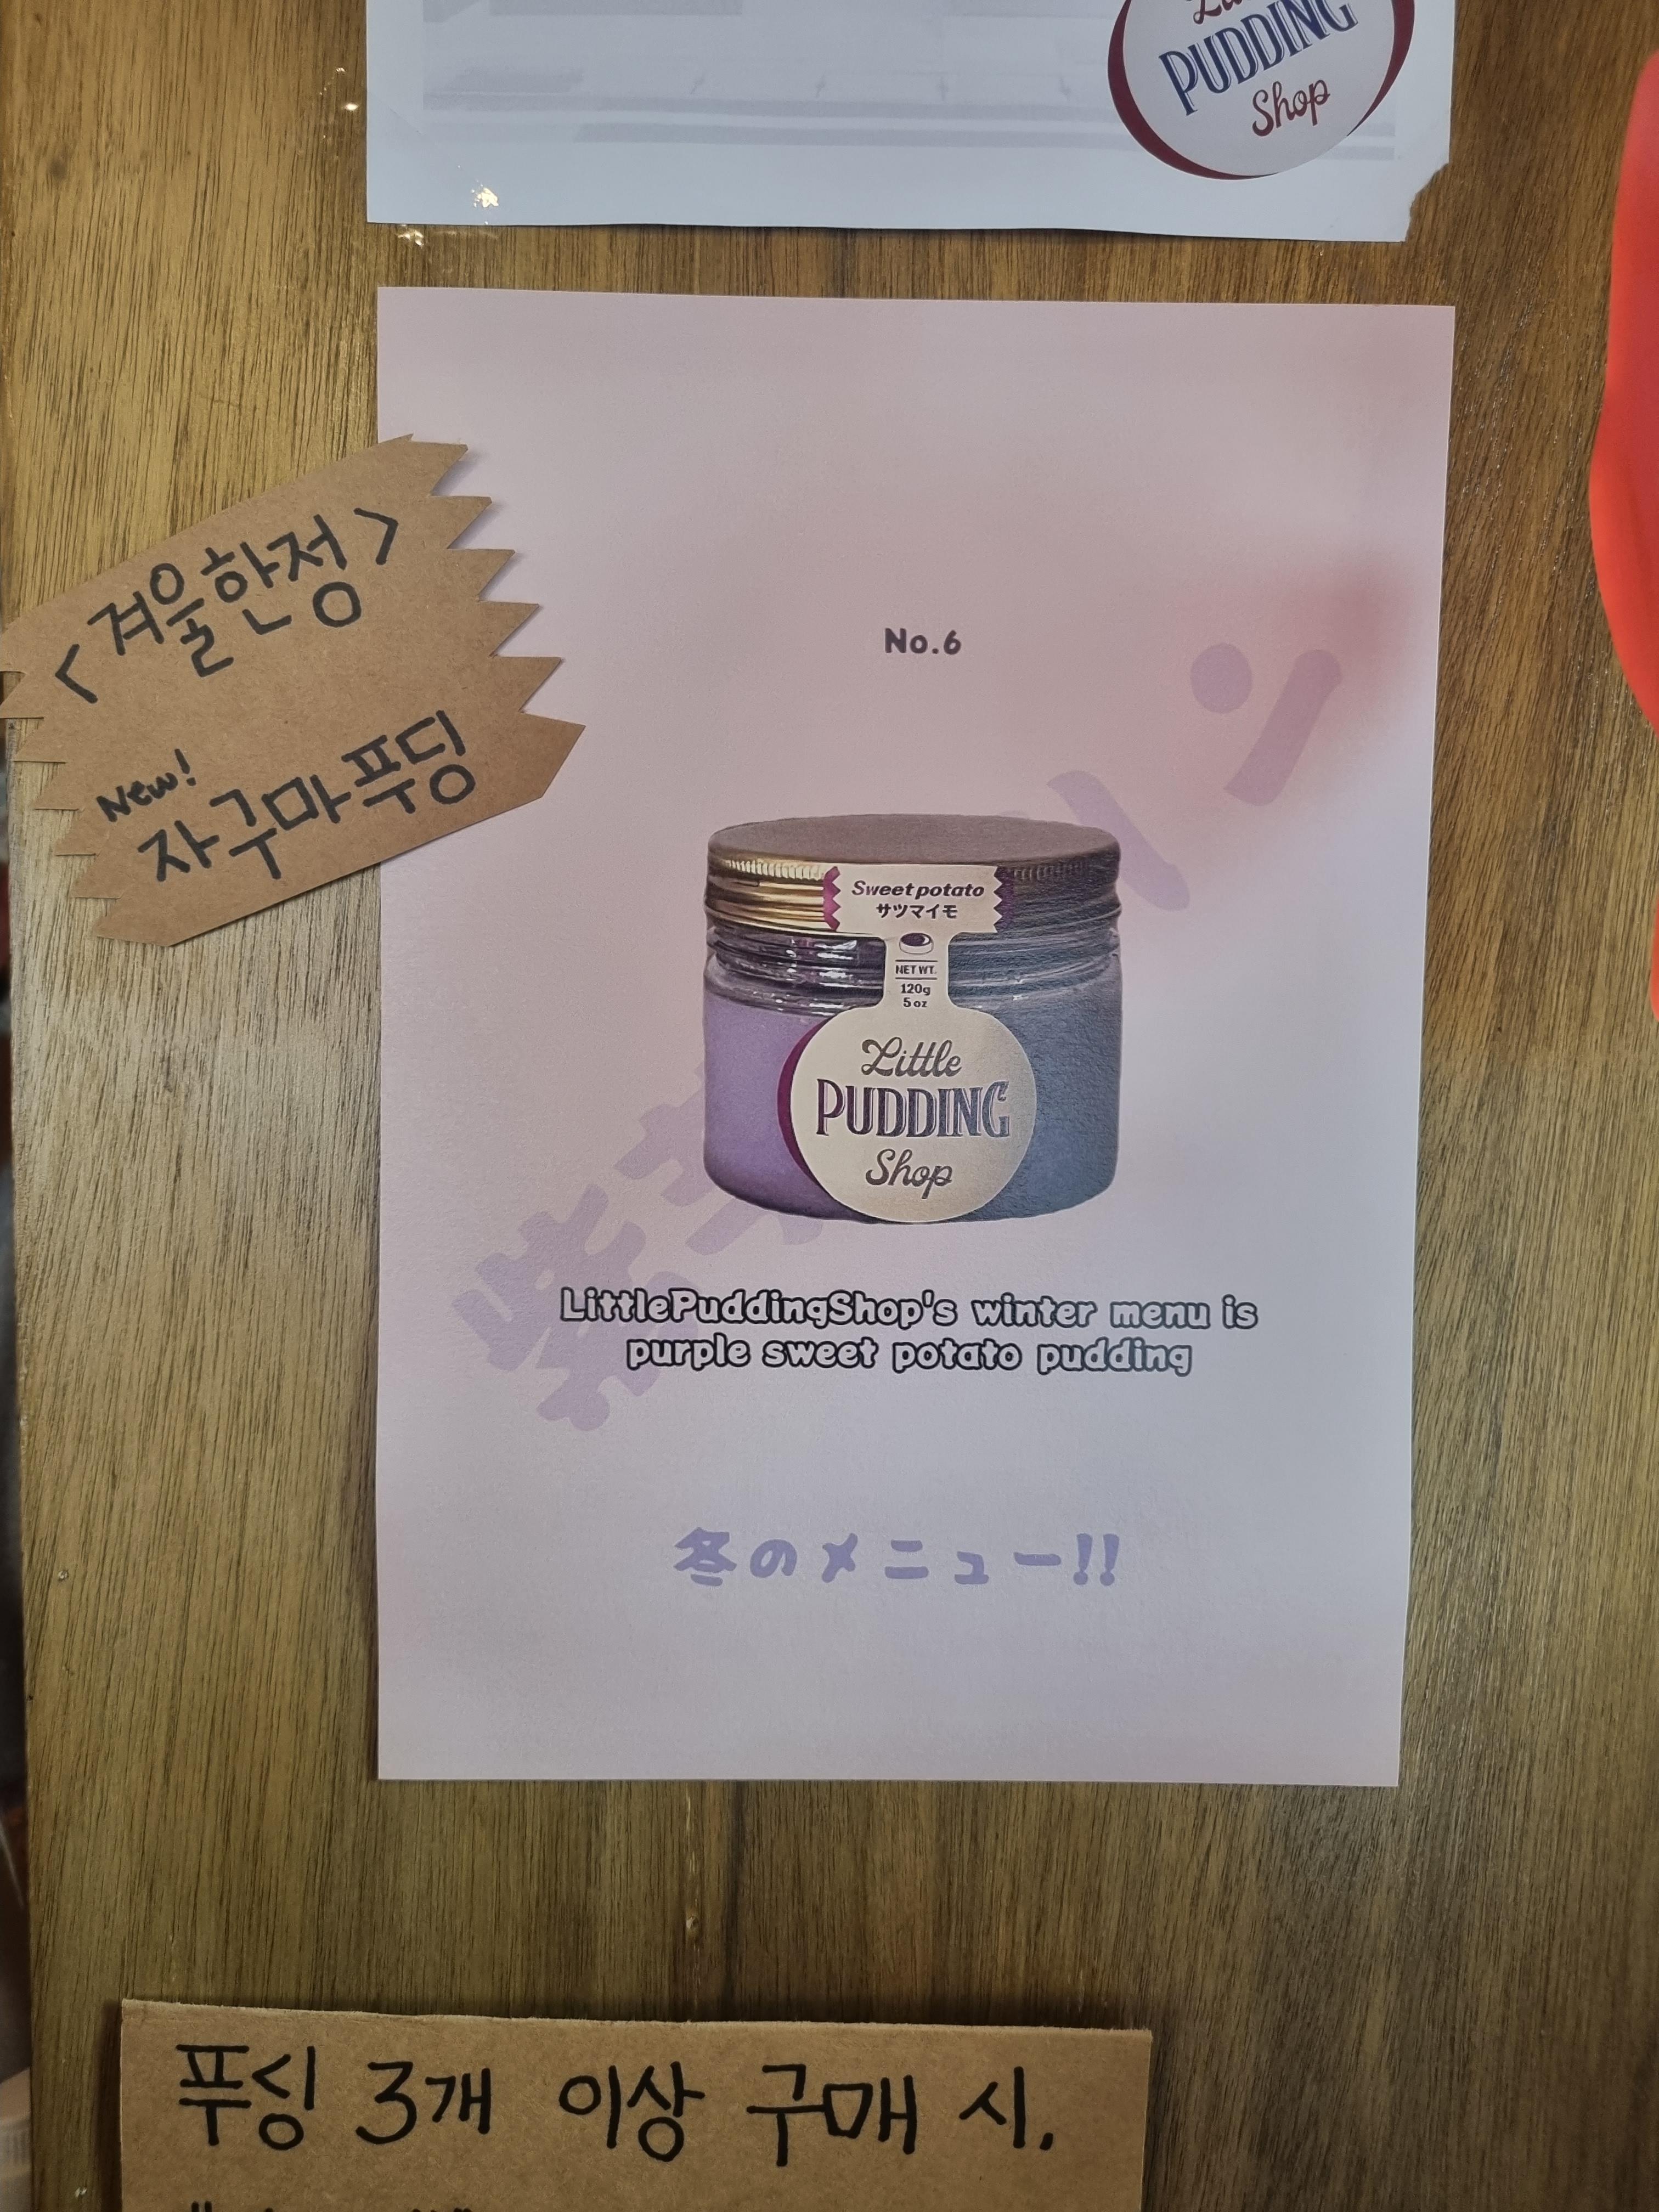 PUDDING
Shop
<겨울한정>
New!
자구마푸딩
No.6
Sweet potato
サツマイモ
NET WT.
120g
5 oz
Little
PUDDING
Shop
LittlePuddingShop's winter menu is
purple sweet potato pudding
冬のメニュー!!
푸딩 3개 이상 구매 시.